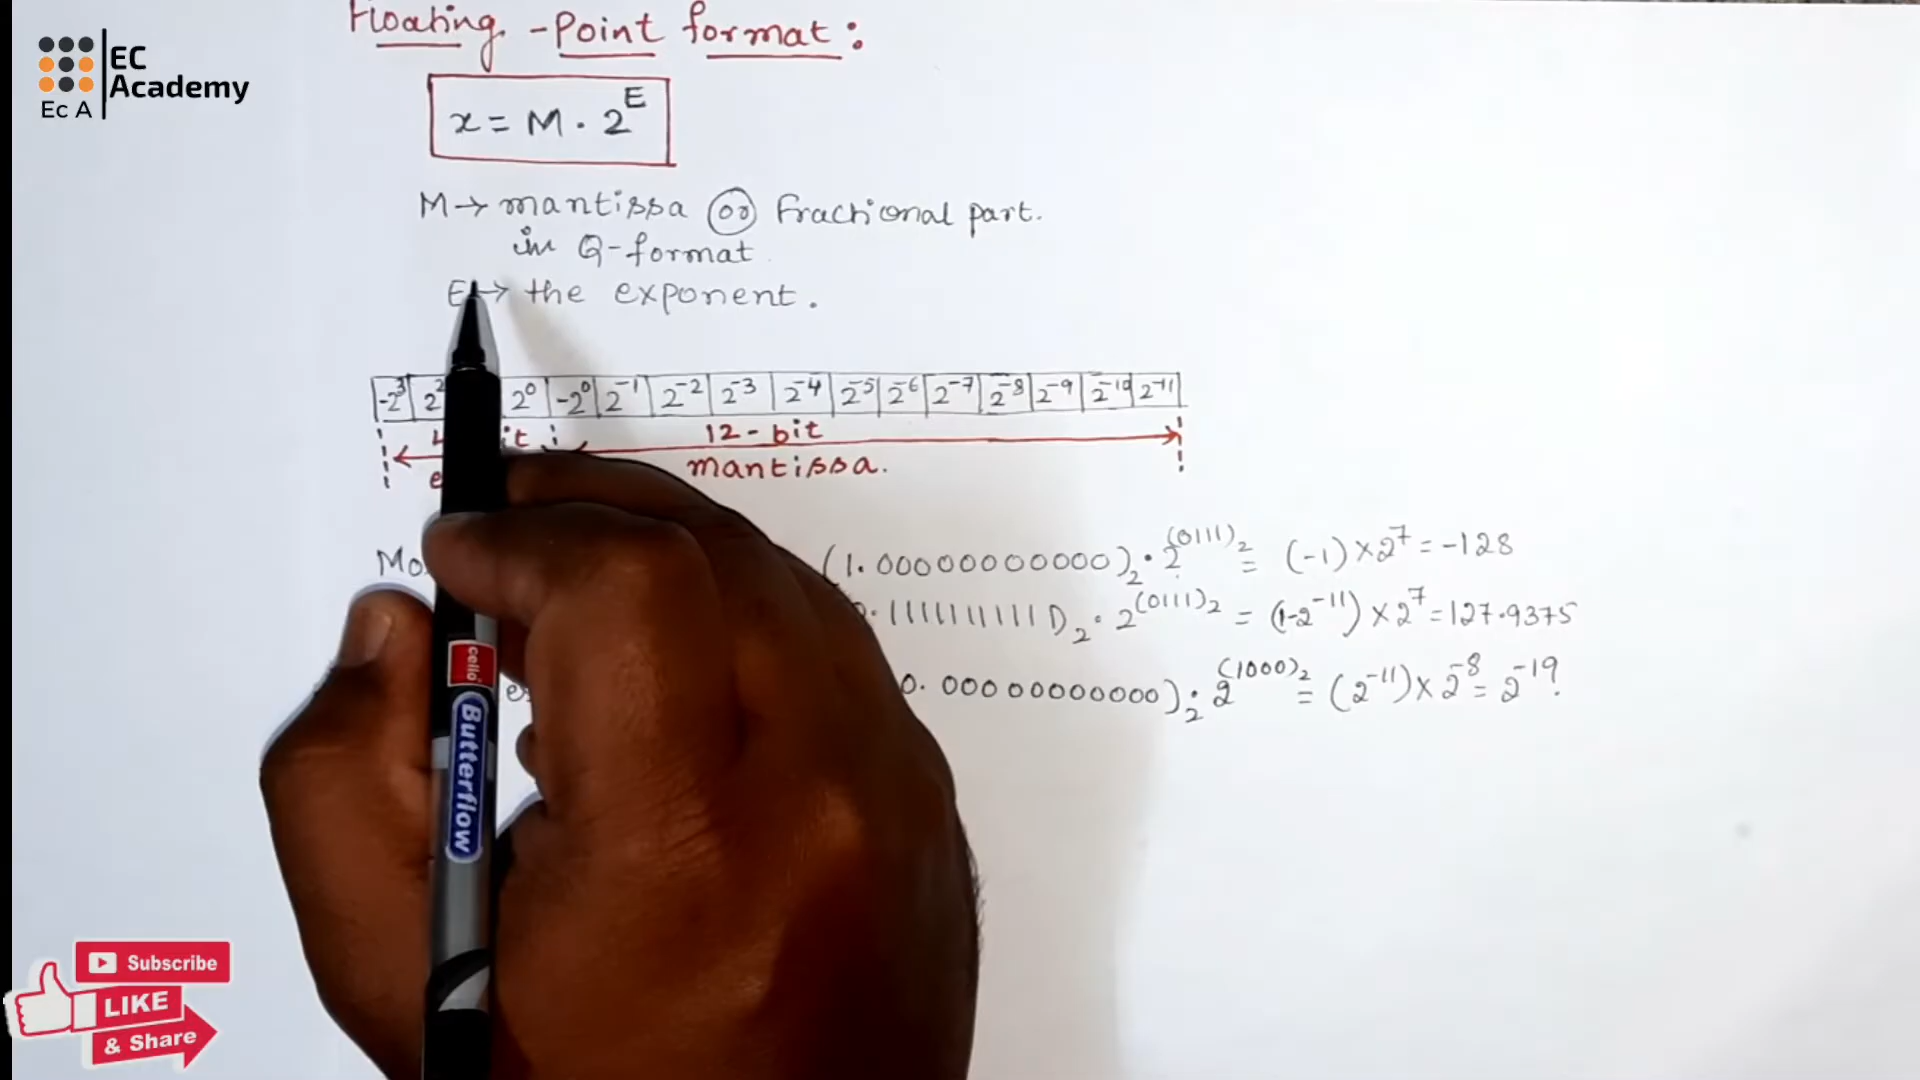 EC
Academy
Ec A
Floating-Point format:
x = M · 2^E
M → mantissa or Fractional part.
in Q-format
E → the exponent.
-2^3 2^2 2^0 -2^0 2^-1 2^-2 2^-3 2^-4 2^-5 2^-6 2^-7 2^-8 2^-9 2^-10 2^-11
12-bit
mantissa.
(1.00000000000)₂ · 2^(0111)₂ = (-1) × 2^7 = -128
.11111111111)₂ · 2^(0111)₂ = (1-2^-11) × 2^7 = 127.9375
0.00000000000)₂ · 2^(1000)₂ = (2^-11) × 2^-8 = 2^-19.
cello
Butterflow
Subscribe
LIKE
& Share